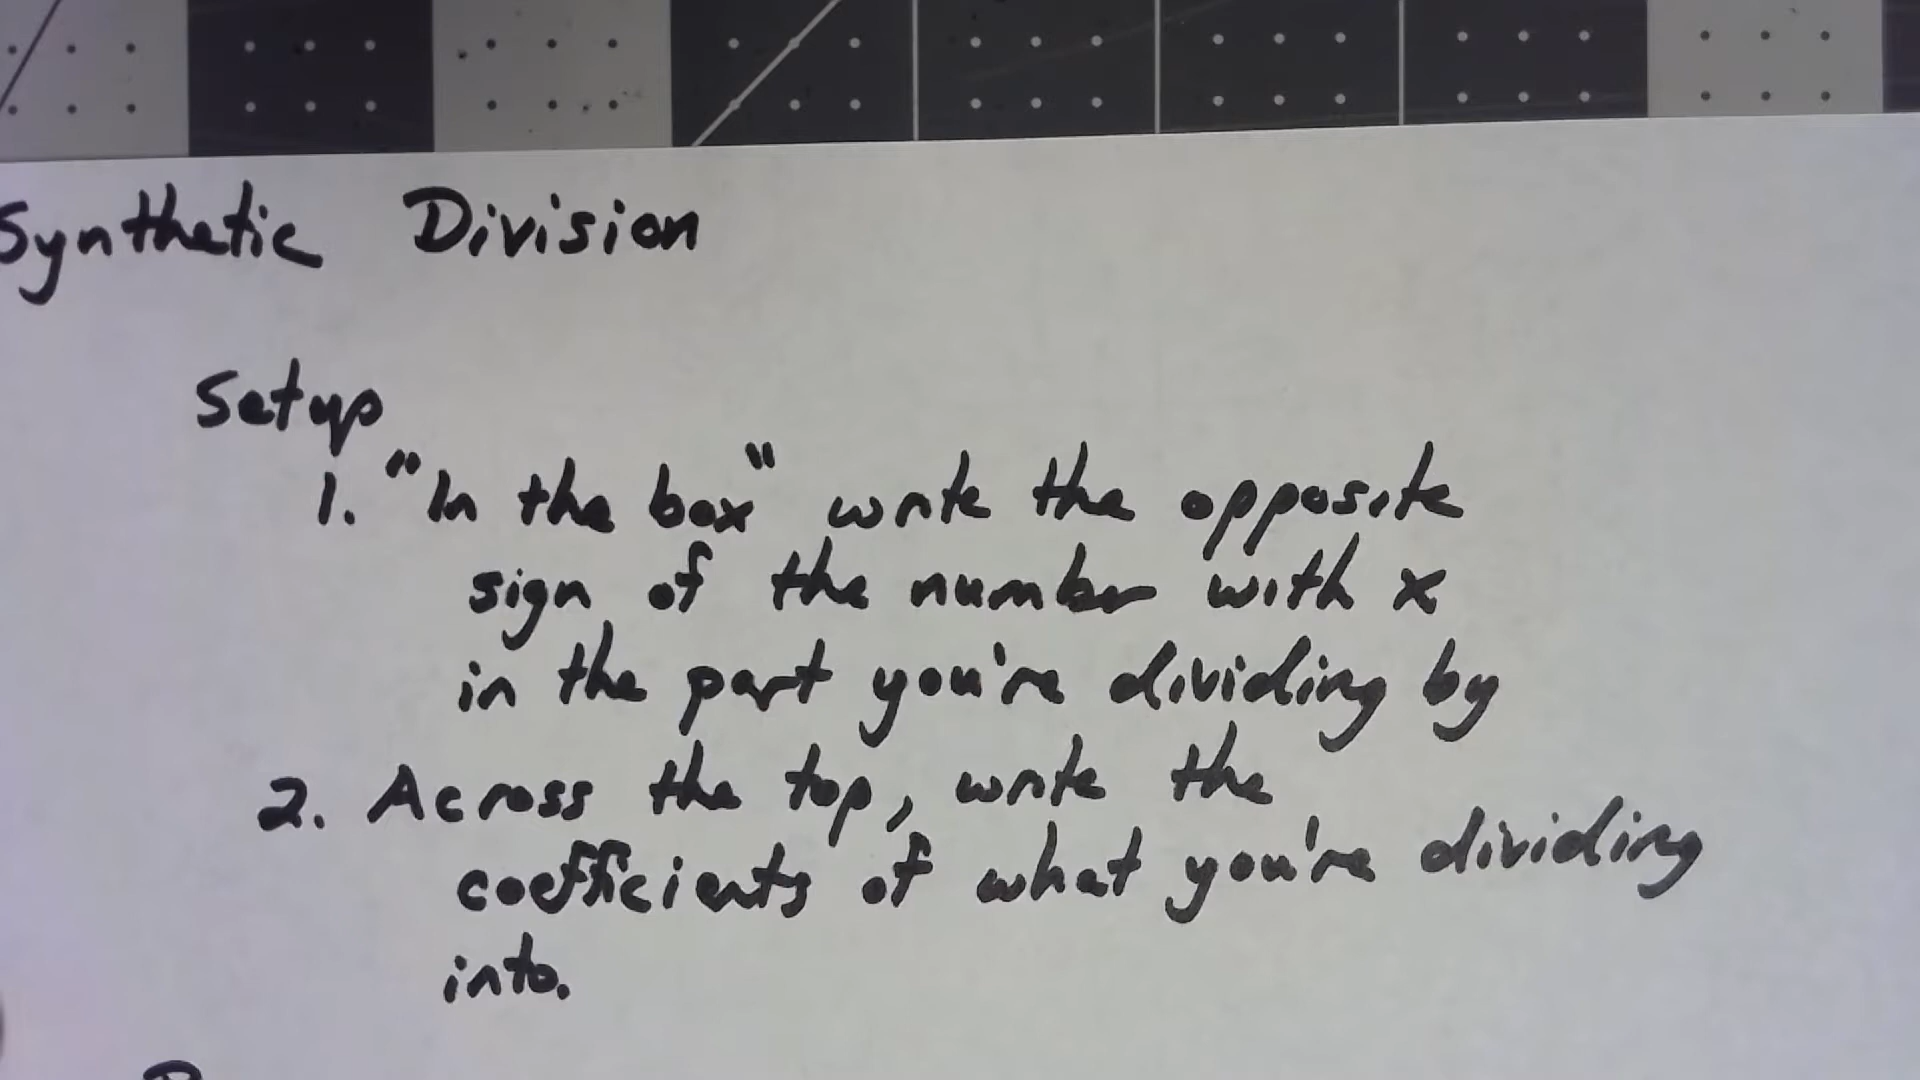 Synthetic Division
Setup
1. "In the box" write the opposite
sign of the number with x
in the part you're dividing by
2. Across the top, write the
coefficients of what you're dividing
into.